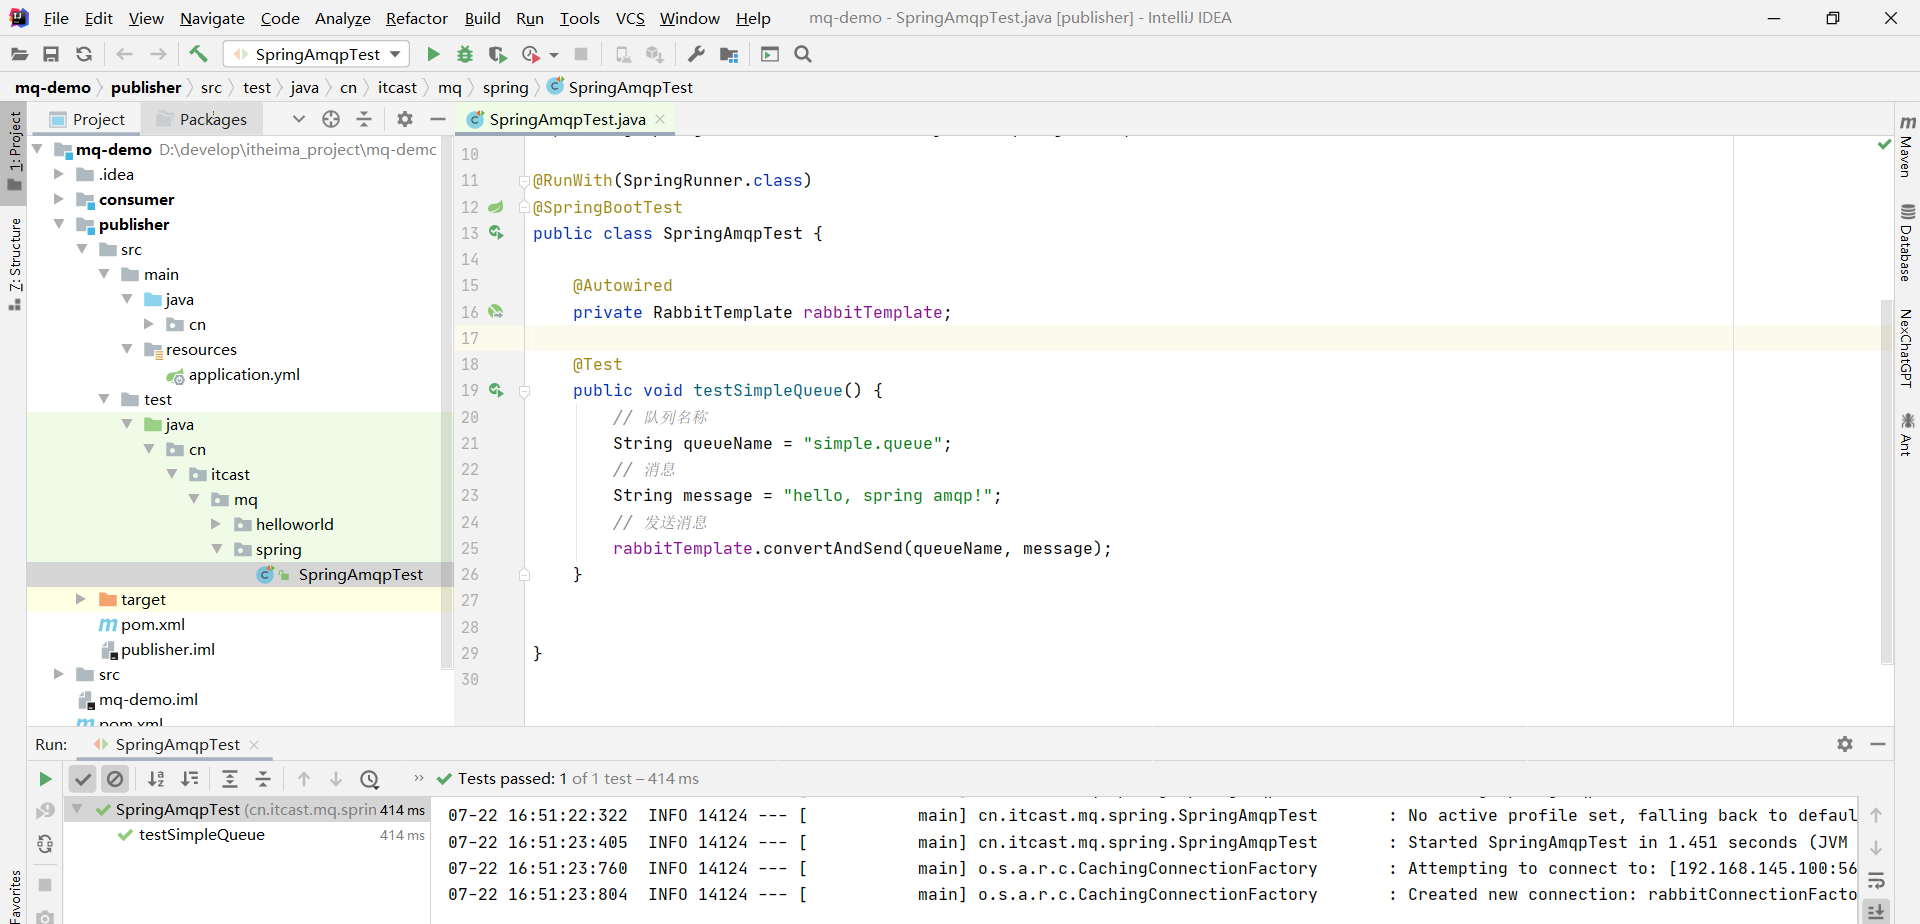 File Edit View Navigate Code Analyze Refactor Build Run Tools VCS Window Help mq-demo - SpringAmqpTest.java [publisher] - IntelliJ IDEA
SpringAmqpTest
mq-demo publisher src test java cn itcast mq spring SpringAmqpTest
Project Packages
SpringAmqpTest.java
1: Project
7: Structure
Favorites
mq-demo D:\develop\itheima_project\mq-demo
.idea
consumer
publisher
src
main
java
cn
resources
application.yml
test
java
cn
itcast
mq
helloworld
spring
SpringAmqpTest
target
pom.xml
publisher.iml
src
mq-demo.iml
pom.xml
10
11 @RunWith(SpringRunner.class)
12 @SpringBootTest
13 public class SpringAmqpTest {
14
15 @Autowired
16 private RabbitTemplate rabbitTemplate;
17
18 @Test
19 public void testSimpleQueue() {
20 // 队列名称
21 String queueName = "simple.queue";
22 // 消息
23 String message = "hello, spring amqp!";
24 // 发送消息
25 rabbitTemplate.convertAndSend(queueName, message);
26 }
27
28
29 }
30
Maven
Database
NexChatGPT
Ant
Run: SpringAmqpTest
Tests passed: 1 of 1 test – 414 ms
SpringAmqpTest (cn.itcast.mq.sprin 414 ms
testSimpleQueue 414 ms
07-22 16:51:22:322 INFO 14124 --- [ main] cn.itcast.mq.spring.SpringAmqpTest : No active profile set, falling back to defaul
07-22 16:51:23:405 INFO 14124 --- [ main] cn.itcast.mq.spring.SpringAmqpTest : Started SpringAmqpTest in 1.451 seconds (JVM
07-22 16:51:23:760 INFO 14124 --- [ main] o.s.a.r.c.CachingConnectionFactory : Attempting to connect to: [192.168.145.100:56
07-22 16:51:23:804 INFO 14124 --- [ main] o.s.a.r.c.CachingConnectionFactory : Created new connection: rabbitConnectionFacto